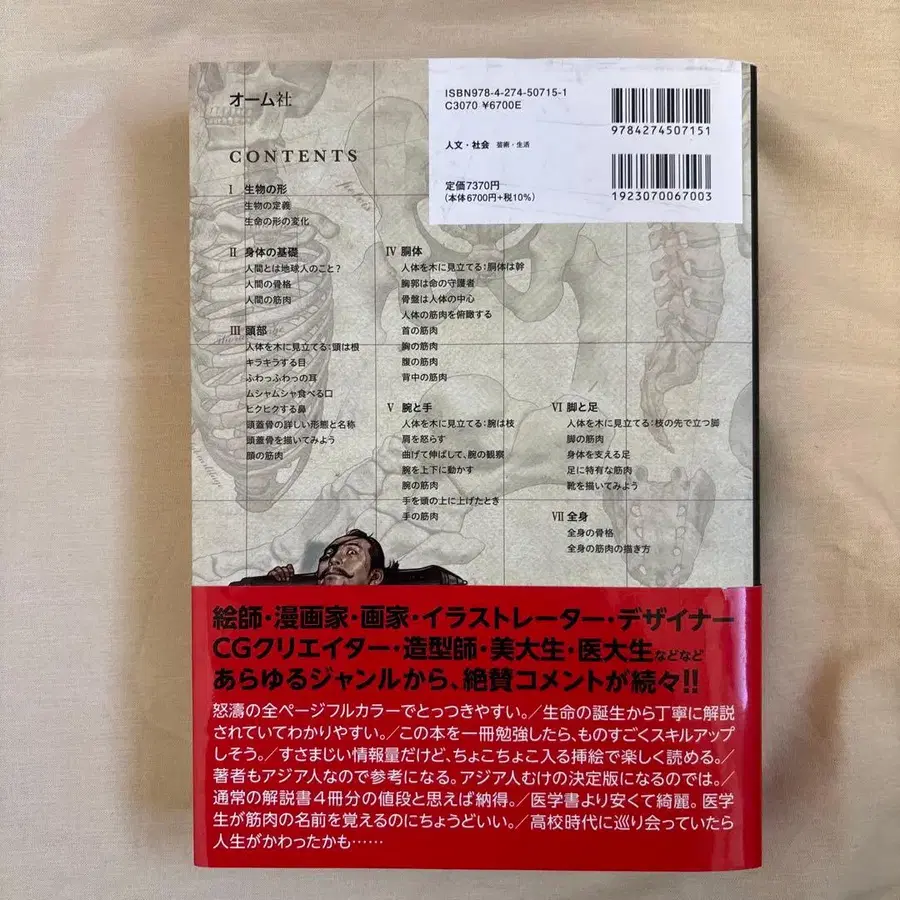 オーム社
ISBN978-4-274-50715-1
C3070 ¥6700E
9784274507151
人文・社会 芸術・生活
定価7370円
(本体6700円+税10%)
1923070067003
CONTENTS
I 生物の形
生物の定義
生命の形の変化
II 身体の基礎
人間とは地球人のこと?
人間の骨格
人間の筋肉
III 頭部
人体を木に見立てる:頭は根
キラキラする目
ふわっふわっの耳
ムシャムシャ食べる口
ヒクヒクする鼻
頭蓋骨の詳しい形態と名称
頭蓋骨を描いてみよう
顔の筋肉
IV 胴体
人体を木に見立てる:胴体は幹
胸郭は命の守護者
骨盤は人体の中心
人体の筋肉を俯瞰する
首の筋肉
胸の筋肉
腹の筋肉
背中の筋肉
V 腕と手
人体を木に見立てる:腕は枝
肩を怒らす
曲げて伸ばして、腕の観察
腕を上下に動かす
腕の筋肉
手を頭の上に上げたとき
手の筋肉
VI 脚と足
人体を木に見立てる:枝の先で立つ脚
脚の筋肉
身体を支える足
足に特有な筋肉
靴を描いてみよう
VII 全身
全身の骨格
全身の筋肉の描き方
絵師・漫画家・画家・イラストレーター・デザイナー
CGクリエイター・造型師・美大生・医大生などなど
あらゆるジャンルから、絶賛コメントが続々!!
怒濤の全ページフルカラーでとっつきやすい。/生命の誕生から丁寧に解説
されていてわかりやすい。/この本を一冊勉強したら、ものすごくスキルアップ
しそう。/すさまじい情報量だけど、ちょこちょこ入る挿絵で楽しく読める。/
著者もアジア人なので参考になる。アジア人むけの決定版になるのでは。/
通常の解説書4冊分の値段と思えば納得。/医学書より安くて綺麗。医学
生が筋肉の名前を覚えるのにちょうどいい。/高校時代に巡り会っていたら
人生がかわったかも……